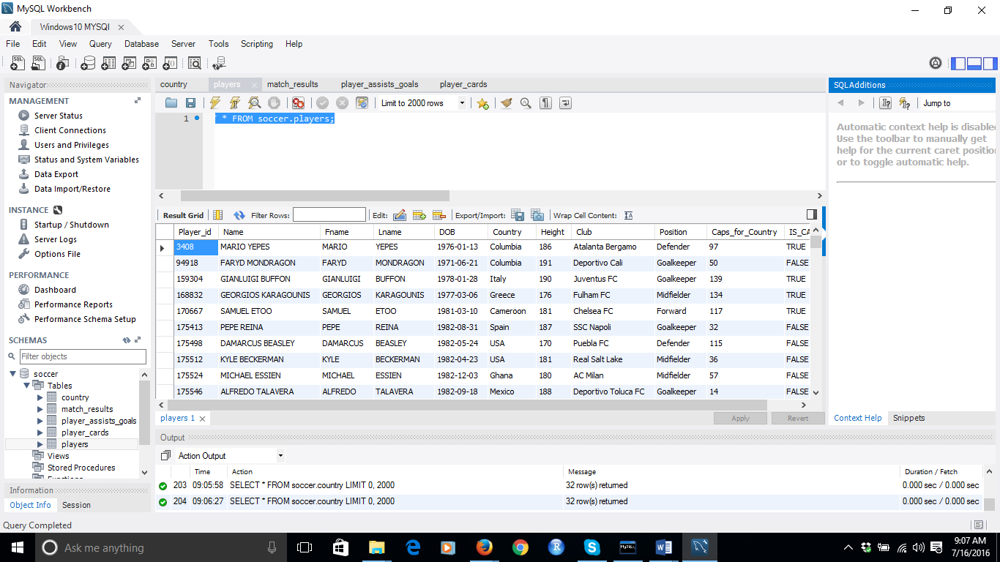 MySQL Workbench
Windows10 MYSQl
File Edit View Query Database Server Tools Scripting Help
Navigator
MANAGEMENT
Server Status
Client Connections
Users and Privileges
Status and System Variables
Data Export
Data Import/Restore
INSTANCE
Startup / Shutdown
Server Logs
Options File
PERFORMANCE
Dashboard
Performance Reports
Performance Schema Setup
SCHEMAS
Filter objects
soccer
Tables
country
match_results
player_assists_goals
player_cards
players
Views
Stored Procedures
Information
Object Info Session
Query Completed
country players match_results player_assists_goals player_cards
Limit to 2000 rows
1 * FROM soccer.players;
Result Grid Filter Rows: Edit: Export/Import: Wrap Cell Content:
Player_id Name Fname Lname DOB Country Height Club Position Caps_for_Country IS_CA
3408 MARIO YEPES MARIO YEPES 1976-01-13 Columbia 186 Atalanta Bergamo Defender 97 TRUE
94918 FARYD MONDRAGON FARYD MONDRAGON 1971-06-21 Columbia 191 Deportivo Cali Goalkeeper 50 FALSE
159304 GIANLUIGI BUFFON GIANLUIGI BUFFON 1978-01-28 Italy 190 Juventus FC Goalkeeper 139 TRUE
168832 GEORGIOS KARAGOUNIS GEORGIOS KARAGOUNIS 1977-03-06 Greece 176 Fulham FC Midfielder 134 TRUE
170667 SAMUEL ETOO SAMUEL ETOO 1981-03-10 Cameroon 181 Chelsea FC Forward 117 TRUE
175413 PEPE REINA PEPE REINA 1982-08-31 Spain 187 SSC Napoli Goalkeeper 32 FALSE
175498 DAMARCUS BEASLEY DAMARCUS BEASLEY 1982-05-24 USA 170 Puebla FC Defender 115 FALSE
175512 KYLE BECKERMAN KYLE BECKERMAN 1982-04-23 USA 181 Real Salt Lake Midfielder 36 FALSE
175524 MICHAEL ESSIEN MICHAEL ESSIEN 1982-12-03 Ghana 180 AC Milan Midfielder 57 FALSE
175546 ALFREDO TALAVERA ALFREDO TALAVERA 1982-09-18 Mexico 188 Deportivo Toluca FC Goalkeeper 14 FALSE
players 1 Apply Revert
Output
Action Output
Time Action Message Duration / Fetch
203 09:05:58 SELECT * FROM soccer.country LIMIT 0, 2000 32 row(s) returned 0.000 sec / 0.000 sec
204 09:06:27 SELECT * FROM soccer.country LIMIT 0, 2000 32 row(s) returned 0.000 sec / 0.000 sec
SQLAdditions
Jump to
Automatic context help is disable
Use the toolbar to manually get
help for the current caret position
or to toggle automatic help.
Context Help Snippets
Ask me anything
9:07 AM
7/16/2016